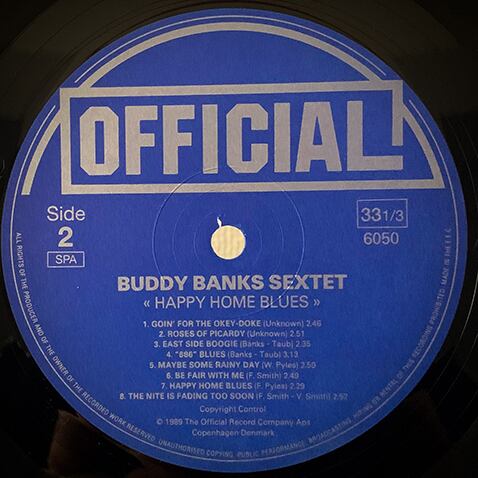 OFFICIAL
Side
2
SPA
33 1/3
6050
BUDDY BANKS SEXTET
« HAPPY HOME BLUES »
1. GOIN' FOR THE OKEY-DOKE (Unknown) 2.46
2. ROSES OF PICARDY (Unknown) 2.51
3. EAST SIDE BOOGIE (Banks - Taub) 2.35
4. "686" BLUES (Banks - Taub) 3.13
5. MAYBE SOME RAINY DAY (W. Pyles) 2.50
6. BE FAIR WITH ME (F. Smith) 2.49
7. HAPPY HOME BLUES (F. Pyles) 2.29
8. THE NITE IS FADING TOO SOON (F. Smith - V. Smith) 2.52
Copyright Control
© 1989 The Official Record Company Aps
Copenhagen Denmark
ALL RIGHTS OF THE PRODUCER AND OF THE OWNER OF THE RECORDED WORK RESERVED. UNAUTHORISED COPYING, PUBLIC PERFORMANCE, BROADCASTING, HIRING OR RENTAL OF THIS RECORDING PROHIBITED. MADE IN THE E.E.C.